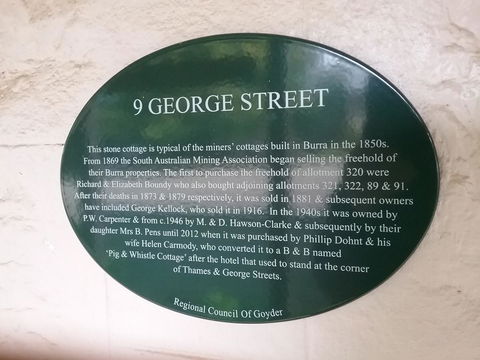 9 GEORGE STREET
This stone cottage is typical of the miners' cottages built in Burra in the 1850s.
From 1869 the South Australian Mining Association began selling the freehold of
their Burra properties. The first to purchase the freehold of allotment 320 were
Richard & Elizabeth Boundy who also bought adjoining allotments 321, 322, 89 & 91.
After their deaths in 1873 & 1879 respectively, it was sold in 1881 & subsequent owners
have included George Kellock, who sold it in 1916. In the 1940s it was owned by
P.W. Carpenter & from c.1946 by M. & D. Hawson-Clarke & subsequently by their
daughter Mrs B. Pens until 2012 when it was purchased by Phillip Dohnt & his
wife Helen Carmody, who converted it to a B & B named
'Pig & Whistle Cottage' after the hotel that used to stand at the corner
of Thames & George Streets.
Regional Council Of Goyder